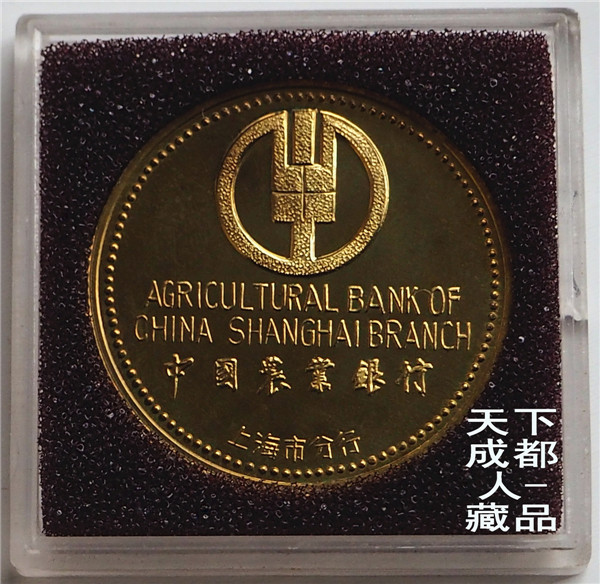 AGRICULTURAL BANK OF
CHINA SHANGHAI BRANCH
中國農業銀行
上海市分行
天下
成都
人一
藏品